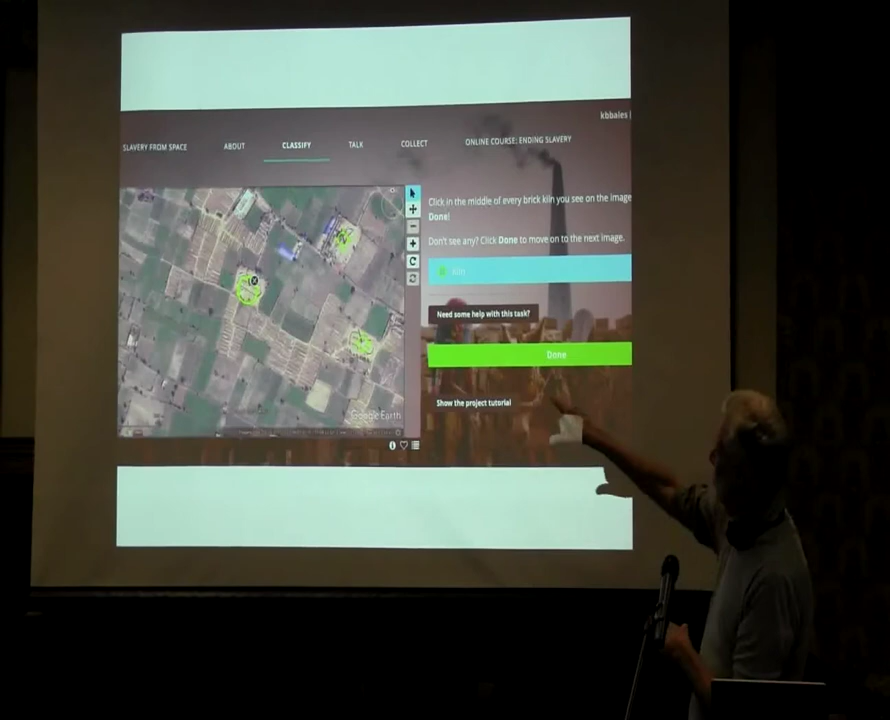 kbbales
SLAVERY FROM SPACE ABOUT CLASSIFY TALK COLLECT ONLINE COURSE: ENDING SLAVERY
Click in the middle of every brick kiln you see on the image
Done!
Don't see any? Click Done to move on to the next image.
kiln
Need some help with this task?
Done
Show the project tutorial
Google Earth